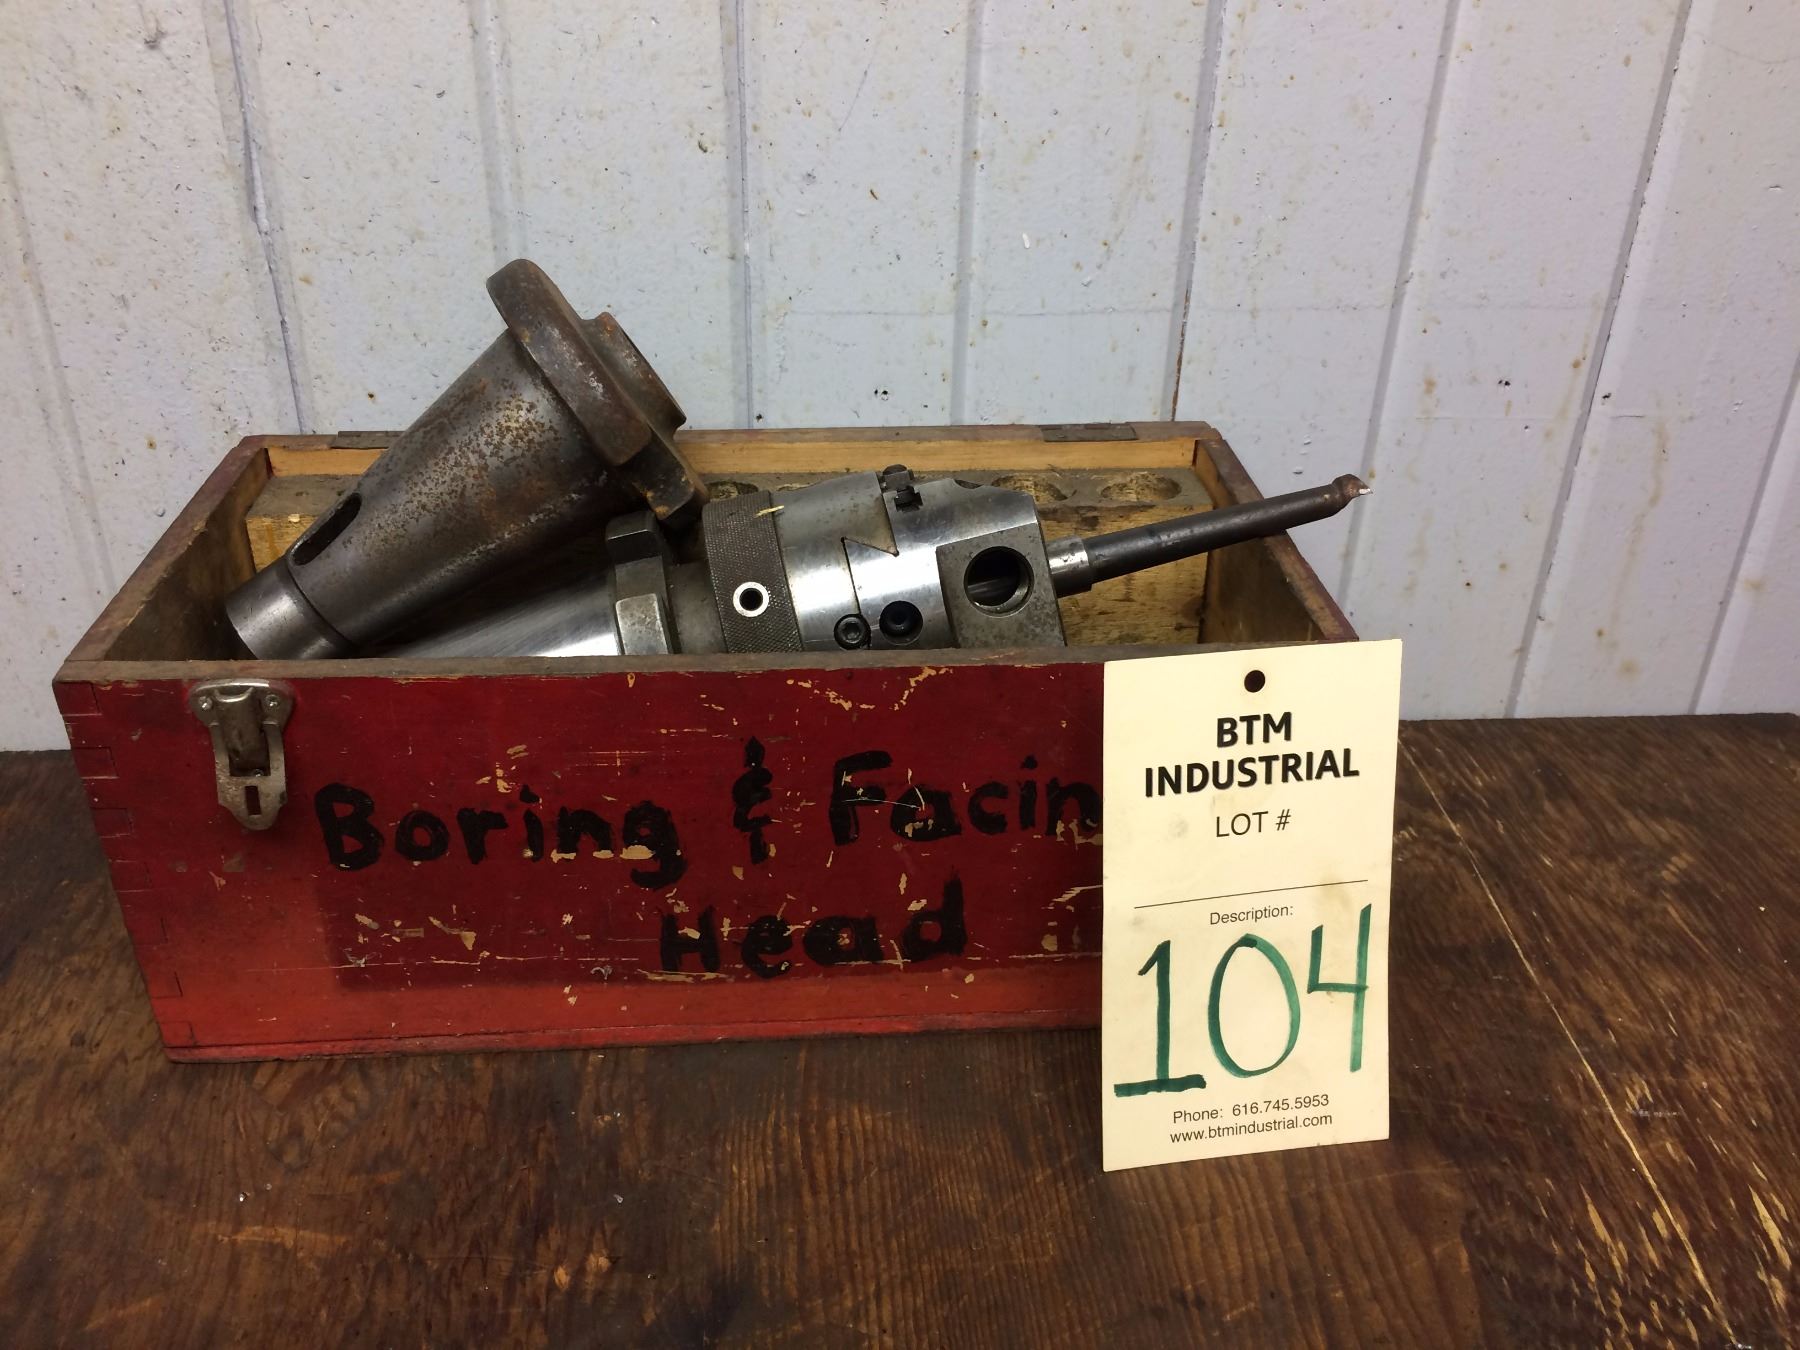 Boring & Facin
Head
BTM
INDUSTRIAL
LOT #
Description:
104
Phone: 616.745.5953
www.btmindustrial.com